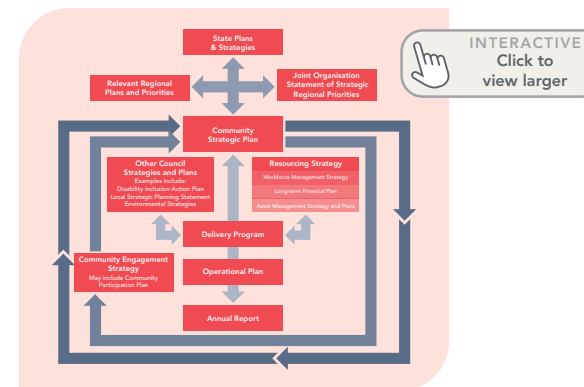 State Plans
& Strategies
INTERACTIVE
Click to
view larger
Relevant Regional
Plans and Priorities
Joint Organisation
Statement of Strategic
Regional Priorities
Community
Strategic Plan
Other Council
Strategies and Plans
Examples Include:
Disability Inclusion Action Plan
Local Strategic Planning Statement
Environmental Strategies
Resourcing Strategy
Workforce Management Strategy
Long-term Financial Plan
Asset Management Strategy and Plans
Delivery Program
Community Engagement
Strategy
May include Community
Participation Plan
Operational Plan
Annual Report